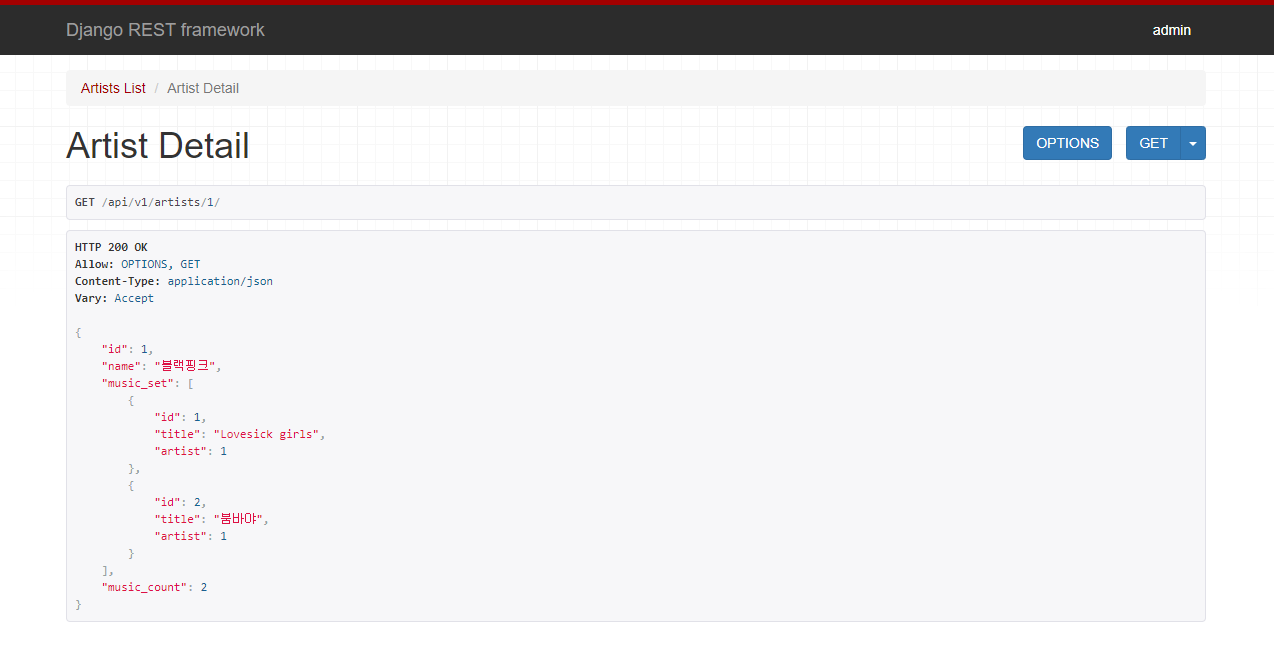 Django REST framework admin
Artists List / Artist Detail
Artist Detail OPTIONS GET
GET /api/v1/artists/1/
HTTP 200 OK
Allow: OPTIONS, GET
Content-Type: application/json
Vary: Accept
{
    "id": 1,
    "name": "블랙핑크",
    "music_set": [
        {
            "id": 1,
            "title": "Lovesick girls",
            "artist": 1
        },
        {
            "id": 2,
            "title": "붐바야",
            "artist": 1
        }
    ],
    "music_count": 2
}